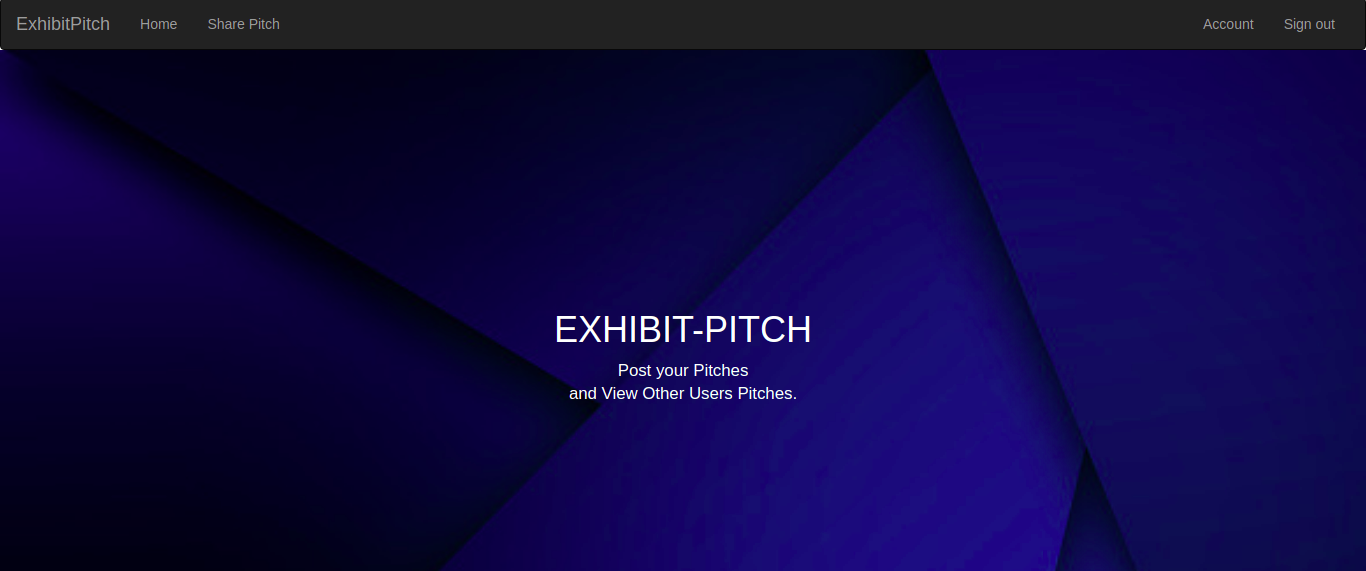 ExhibitPitch Home Share Pitch Account Sign out
EXHIBIT-PITCH
Post your Pitches
and View Other Users Pitches.